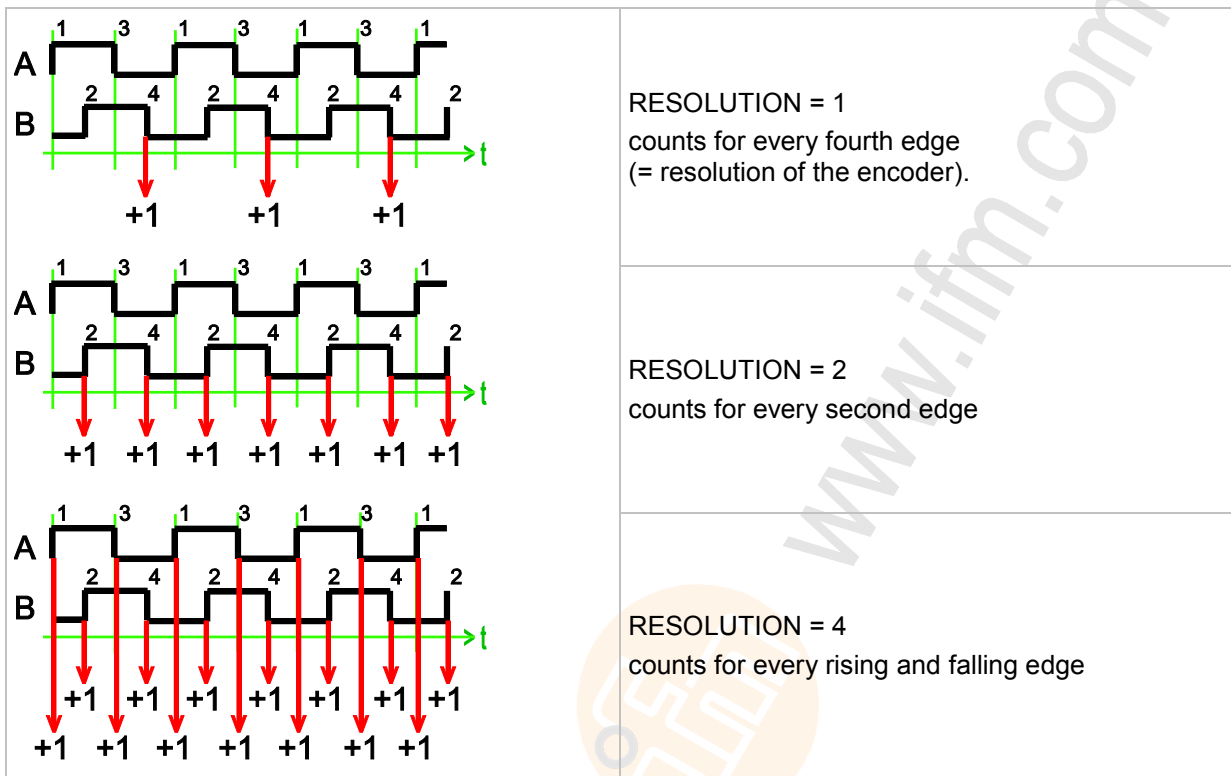 1 3 1 3 1 3 1
A
2 4 2 4 2 4 2
B
t
+1 +1 +1
RESOLUTION = 1
counts for every fourth edge
(= resolution of the encoder).
1 3 1 3 1 3 1
A
2 4 2 4 2 4 2
B
t
+1 +1 +1 +1 +1 +1 +1
RESOLUTION = 2
counts for every second edge
1 3 1 3 1 3 1
A
2 4 2 4 2 4 2
B
t
+1 +1 +1 +1 +1 +1 +1
+1 +1 +1 +1 +1 +1 +1
RESOLUTION = 4
counts for every rising and falling edge
www.ifm.com
ifm